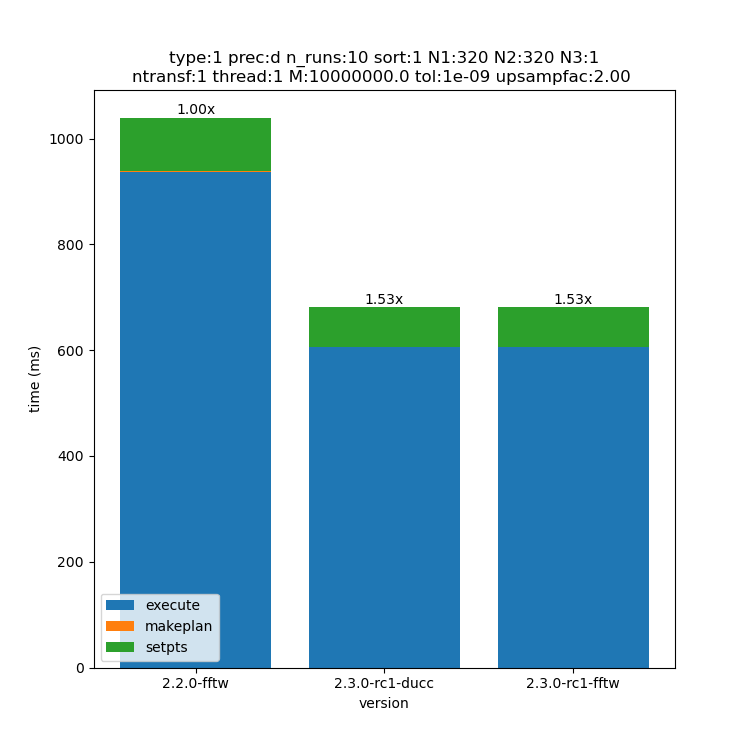 type:1 prec:d n_runs:10 sort:1 N1:320 N2:320 N3:1
ntransf:1 thread:1 M:10000000.0 tol:1e-09 upsampfac:2.00
1.00x
1.53x
1.53x
1000
800
600
400
200
0
time (ms)
execute
makeplan
setpts
2.2.0-fftw
2.3.0-rc1-ducc
2.3.0-rc1-fftw
version